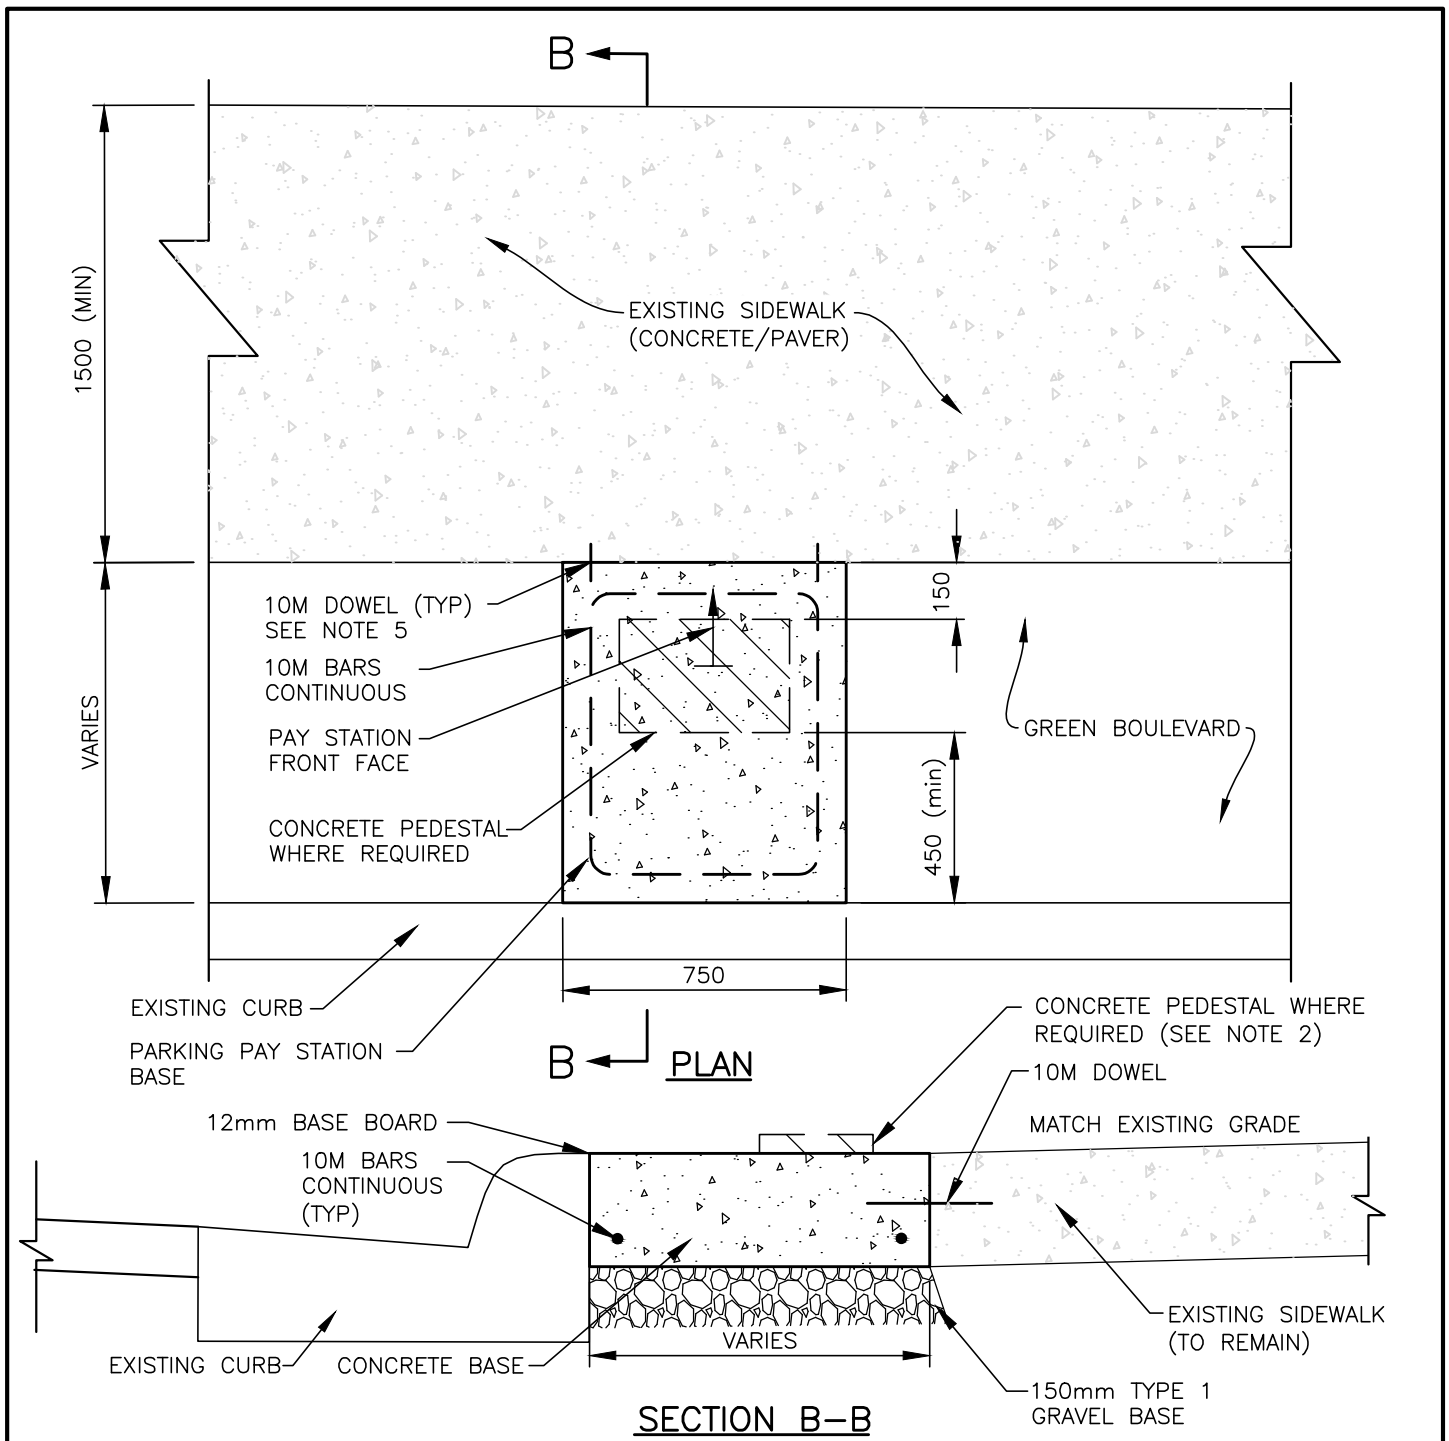 B
1500 (MIN)
EXISTING SIDEWALK
(CONCRETE/PAVER)
150
10M DOWEL (TYP)
SEE NOTE 5
10M BARS
CONTINUOUS
VARIES
PAY STATION
FRONT FACE
GREEN BOULEVARD
450 (min)
CONCRETE PEDESTAL
WHERE REQUIRED
750
EXISTING CURB
PARKING PAY STATION
BASE
B
PLAN
CONCRETE PEDESTAL WHERE
REQUIRED (SEE NOTE 2)
10M DOWEL
12mm BASE BOARD
MATCH EXISTING GRADE
10M BARS
CONTINUOUS
(TYP)
EXISTING SIDEWALK
(TO REMAIN)
VARIES
EXISTING CURB
CONCRETE BASE
150mm TYPE 1
GRAVEL BASE
SECTION B-B